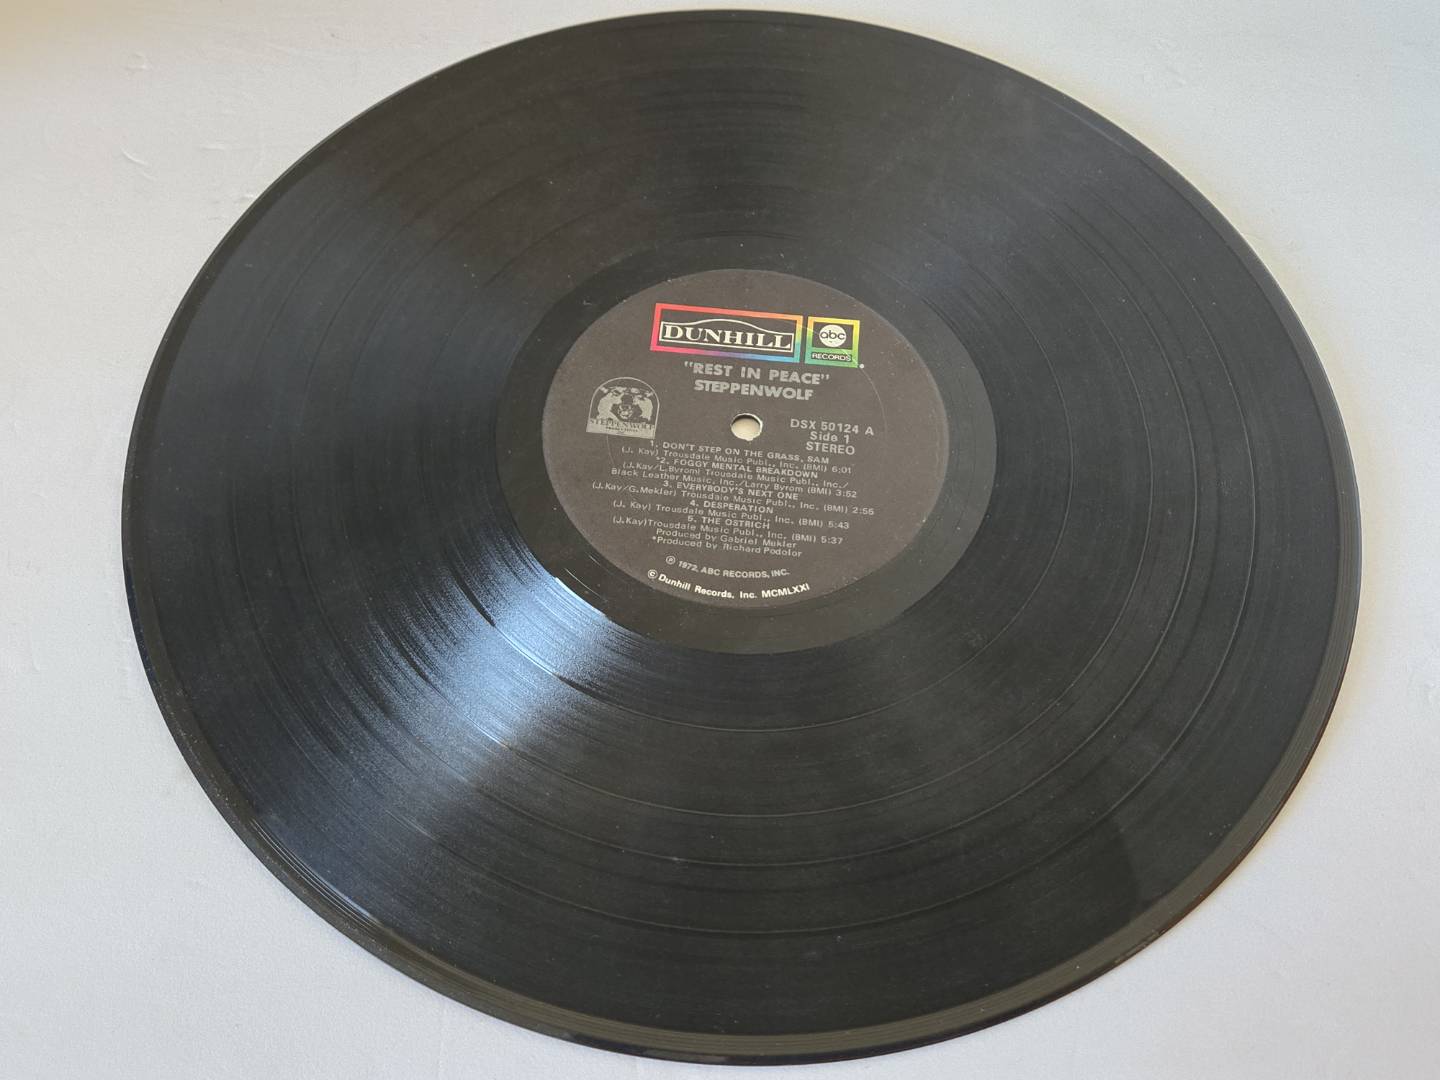 DUNHILL
abc
RECORDS
"REST IN PEACE"
STEPPENWOLF
STEPPENWOLF
DSX 50124 A
Side 1
STEREO
1. DON'T STEP ON THE GRASS, SAM
(J. Kay) Trousdale Music Publ., Inc. (BMI) 6:01
*2. FOGGY MENTAL BREAKDOWN
(J.Kay/L.Byrom) Trousdale Music Publ., Inc./
Black Leather Music, Inc./Larry Byrom (BMI) 3:52
3. EVERYBODY'S NEXT ONE
(J.Kay/G.Mekler) Trousdale Music Publ., Inc. (BMI) 2:55
4. DESPERATION
(J. Kay) Trousdale Music Publ., Inc. (BMI) 5:43
5. THE OSTRICH
(J.Kay)Trousdale Music Publ., Inc. (BMI) 5:37
Produced by Gabriel Mekler
*Produced by Richard Podolor
℗ 1972, ABC RECORDS, INC.
© Dunhill Records, Inc. MCMLXXI